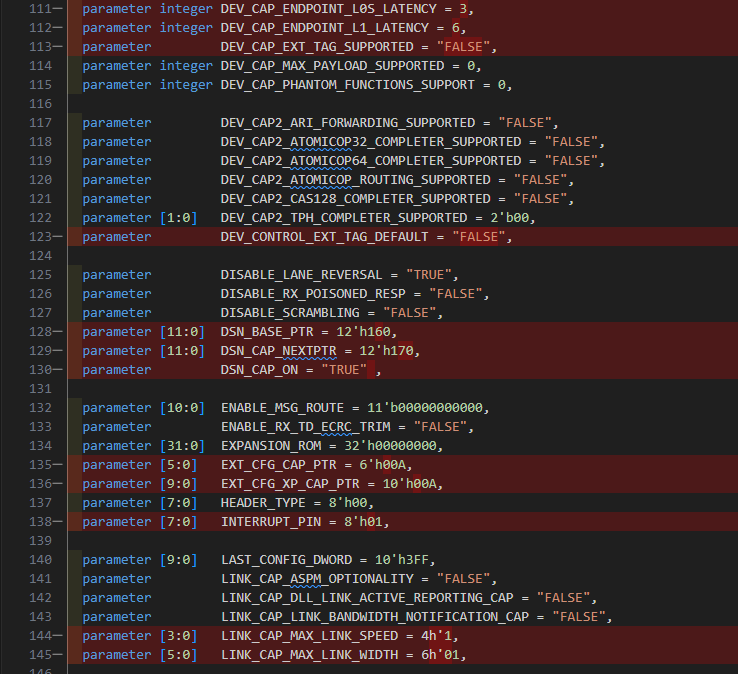 111— parameter integer DEV_CAP_ENDPOINT_L0S_LATENCY = 3,
112— parameter integer DEV_CAP_ENDPOINT_L1_LATENCY = 6,
113— parameter DEV_CAP_EXT_TAG_SUPPORTED = "FALSE",
114 parameter integer DEV_CAP_MAX_PAYLOAD_SUPPORTED = 0,
115 parameter integer DEV_CAP_PHANTOM_FUNCTIONS_SUPPORT = 0,
116
117 parameter DEV_CAP2_ARI_FORWARDING_SUPPORTED = "FALSE",
118 parameter DEV_CAP2_ATOMICOP32_COMPLETER_SUPPORTED = "FALSE",
119 parameter DEV_CAP2_ATOMICOP64_COMPLETER_SUPPORTED = "FALSE",
120 parameter DEV_CAP2_ATOMICOP_ROUTING_SUPPORTED = "FALSE",
121 parameter DEV_CAP2_CAS128_COMPLETER_SUPPORTED = "FALSE",
122 parameter [1:0] DEV_CAP2_TPH_COMPLETER_SUPPORTED = 2'b00,
123— parameter DEV_CONTROL_EXT_TAG_DEFAULT = "FALSE",
124
125 parameter DISABLE_LANE_REVERSAL = "TRUE",
126 parameter DISABLE_RX_POISONED_RESP = "FALSE",
127 parameter DISABLE_SCRAMBLING = "FALSE",
128— parameter [11:0] DSN_BASE_PTR = 12'h160,
129— parameter [11:0] DSN_CAP_NEXTPTR = 12'h170,
130— parameter DSN_CAP_ON = "TRUE" ,
131
132 parameter [10:0] ENABLE_MSG_ROUTE = 11'b00000000000,
133 parameter ENABLE_RX_TD_ECRC_TRIM = "FALSE",
134 parameter [31:0] EXPANSION_ROM = 32'h00000000,
135— parameter [5:0] EXT_CFG_CAP_PTR = 6'h00A,
136— parameter [9:0] EXT_CFG_XP_CAP_PTR = 10'h00A,
137 parameter [7:0] HEADER_TYPE = 8'h00,
138— parameter [7:0] INTERRUPT_PIN = 8'h01,
139
140 parameter [9:0] LAST_CONFIG_DWORD = 10'h3FF,
141 parameter LINK_CAP_ASPM_OPTIONALITY = "FALSE",
142 parameter LINK_CAP_DLL_LINK_ACTIVE_REPORTING_CAP = "FALSE",
143 parameter LINK_CAP_LINK_BANDWIDTH_NOTIFICATION_CAP = "FALSE",
144— parameter [3:0] LINK_CAP_MAX_LINK_SPEED = 4h'1,
145— parameter [5:0] LINK_CAP_MAX_LINK_WIDTH = 6h'01,
146